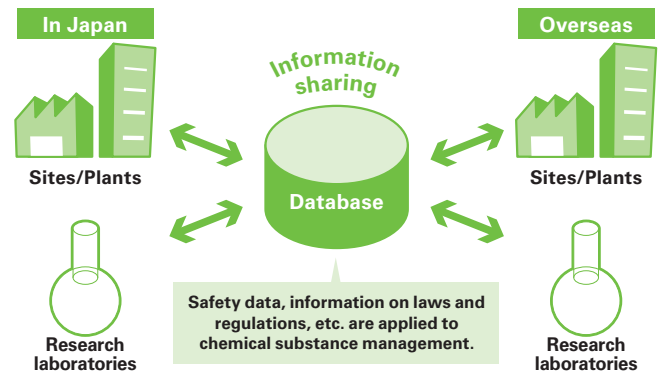 In Japan
Sites/Plants
Research
laboratories
Information
sharing
Database
Safety data, information on laws and
regulations, etc. are applied to
chemical substance management.
Overseas
Sites/Plants
Research
laboratories